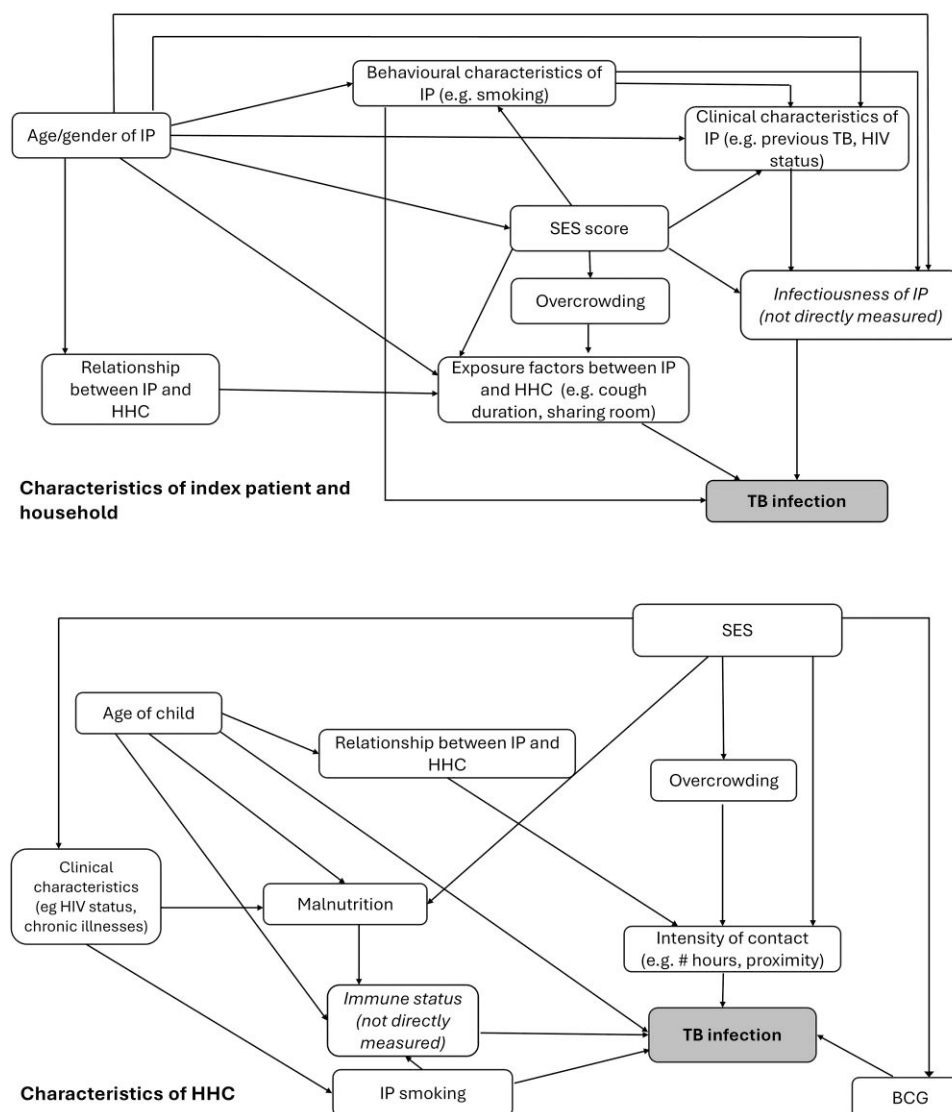 Behavioural characteristics of
IP (e.g. smoking)
Age/gender of IP
Clinical characteristics of
IP (e.g. previous TB, HIV
status)
SES score
Overcrowding
Infectiousness of IP
(not directly measured)
Relationship
between IP and
HHC
Exposure factors between IP
and HHC (e.g. cough
duration, sharing room)
Characteristics of index patient and
household
TB infection
SES
Age of child
Relationship between IP and
HHC
Overcrowding
Clinical
characteristics
(eg HIV status,
chronic illnesses)
Malnutrition
Intensity of contact
(e.g. # hours, proximity)
Immune status
(not directly
measured)
TB infection
Characteristics of HHC
IP smoking
BCG